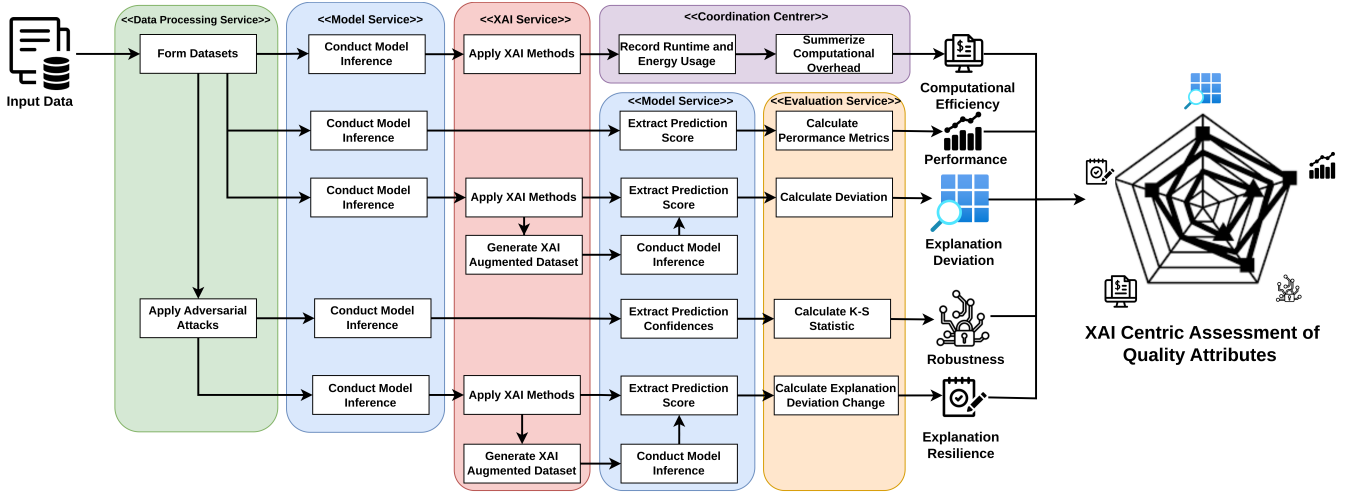 <<Data Processing Service>>
<<Model Service>>
<<XAI Service>>
<<Coordination Centrer>>
Input Data
Form Datasets
Conduct Model
Inference
Apply XAI Methods
Record Runtime and
Energy Usage
Summerize
Computational
Overhead
Computational
Efficiency
<<Model Service>>
<<Evaluation Service>>
Conduct Model
Inference
Extract Prediction
Score
Calculate
Perormance Metrics
Performance
Conduct Model
Inference
Apply XAI Methods
Extract Prediction
Score
Calculate Deviation
Generate XAI
Augmented Dataset
Conduct Model
Inference
Explanation
Deviation
Apply Adversarial
Attacks
Conduct Model
Inference
Extract Prediction
Confidences
Calculate K-S
Statistic
Robustness
Conduct Model
Inference
Apply XAI Methods
Extract Prediction
Score
Calculate Explanation
Deviation Change
Generate XAI
Augmented Dataset
Conduct Model
Inference
Explanation
Resilience
XAI Centric Assessment of
Quality Attributes